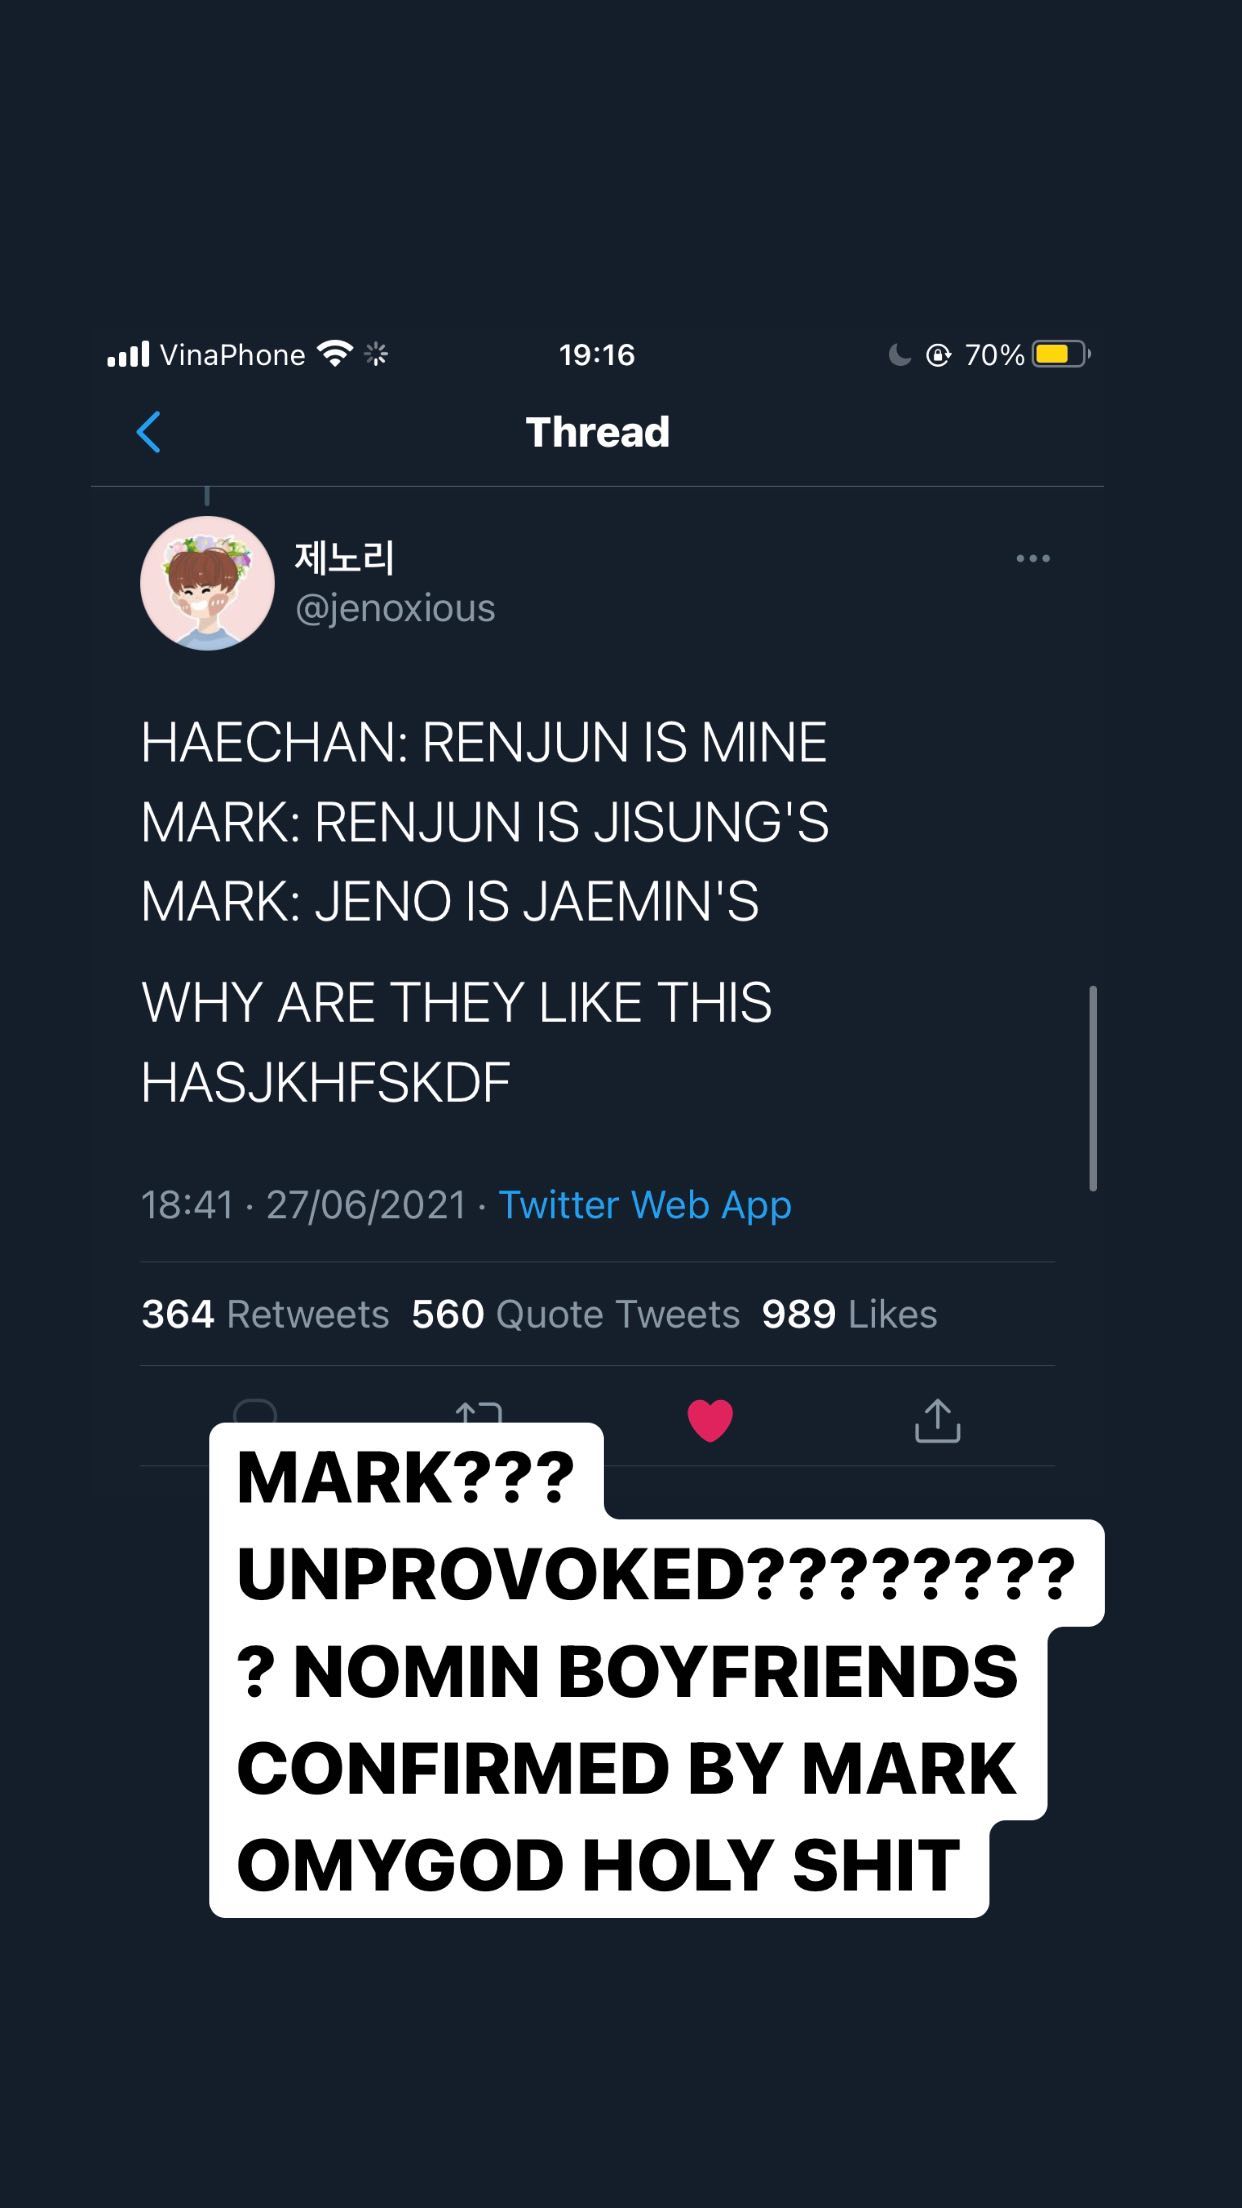 VinaPhone 19:16 70%
Thread
제노리
@jenoxious
HAECHAN: RENJUN IS MINE
MARK: RENJUN IS JISUNG'S
MARK: JENO IS JAEMIN'S
WHY ARE THEY LIKE THIS
HASJKHFSKDF
18:41 · 27/06/2021 · Twitter Web App
364 Retweets 560 Quote Tweets 989 Likes
MARK???
UNPROVOKED????????
? NOMIN BOYFRIENDS
CONFIRMED BY MARK
OMYGOD HOLY SHIT